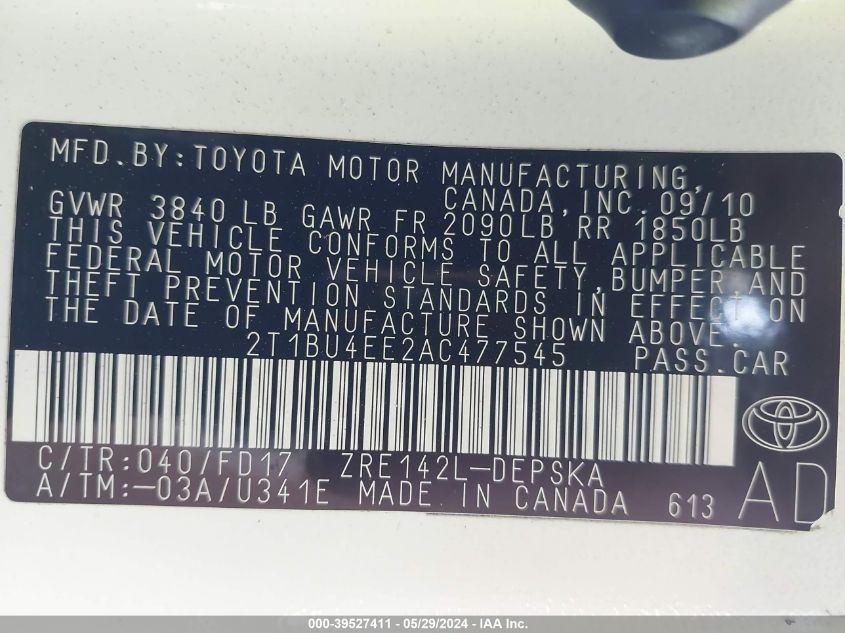 MFD.BY:TOYOTA MOTOR MANUFACTURING,
CANADA, INC. 09/10
GVWR 3840 LB GAWR FR 2090LB RR 1850LB
THIS VEHICLE CONFORMS TO ALL APPLICABLE
FEDERAL MOTOR VEHICLE SAFETY,BUMPER,AND
THEFT PREVENTION STANDARDS IN EFFECT ON
THE DATE OF MANUFACTURE SHOWN ABOVE.
2T1BU4EE2AC477545 PASS.CAR
C/TR:040/FD17 ZRE142L-DEPSKA
A/TM:-03A/U341E MADE IN CANADA 613
AD
000-39527411 - 05/29/2024 - IAA Inc.